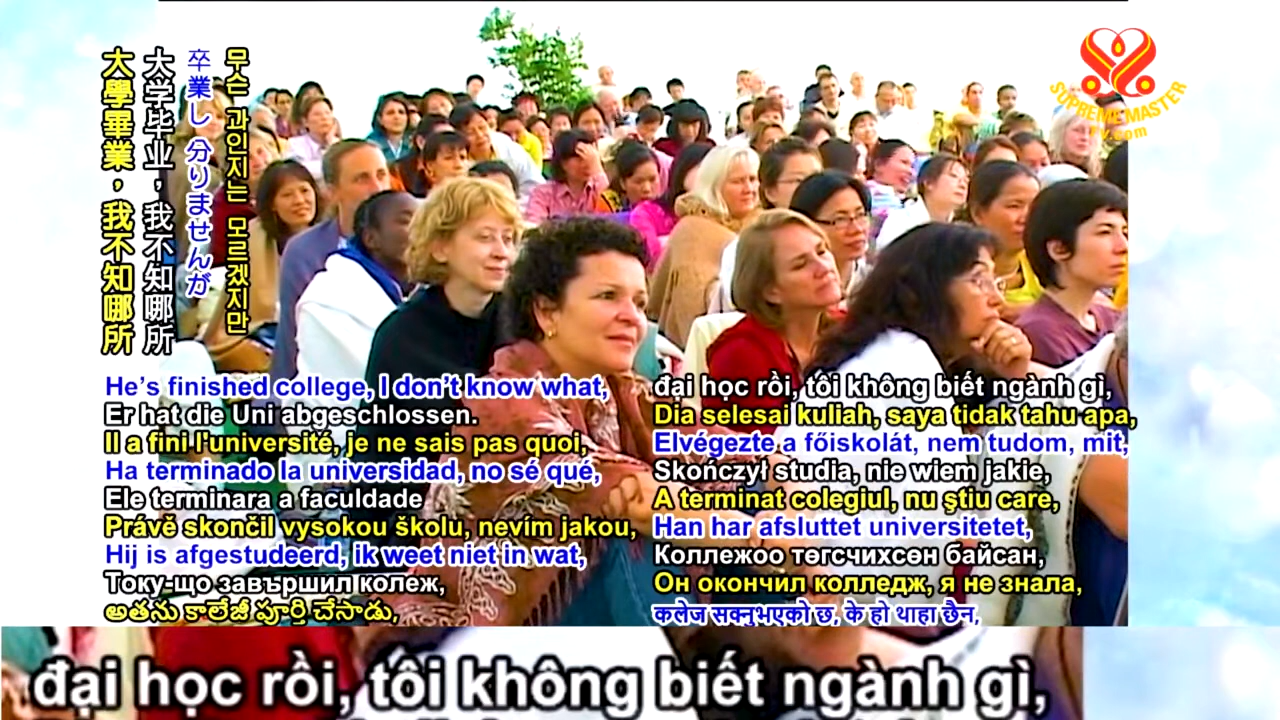 무슨 과인지는 모르겠지만
卒業し 分りませんが
大学毕业，我不知哪所
大學畢業，我不知哪所
SUPREME MASTER
TV.com
He's finished college, I don't know what,
Er hat die Uni abgeschlossen.
Il a fini l'université, je ne sais pas quoi,
Ha terminado la universidad, no sé qué,
Ele terminara a faculdade
Právě skončil vysokou školu, nevím jakou,
Hij is afgestudeerd, ik weet niet in wat,
Току-що завършил колеж,
అతను కాలేజీ పూర్తి చేసాడు,
đại học rồi, tôi không biết ngành gì,
Dia selesai kuliah, saya tidak tahu apa,
Elvégezte a főiskolát, nem tudom, mit,
Skończył studia, nie wiem jakie,
A terminat colegiul, nu ştiu care,
Han har afsluttet universitetet,
Коллежоо төгсчихсөн байсан,
Он окончил колледж, я не знала,
कलेज सक्नुभएको छ, के हो थाहा छैन,
đại học rồi, tôi không biết ngành gì,